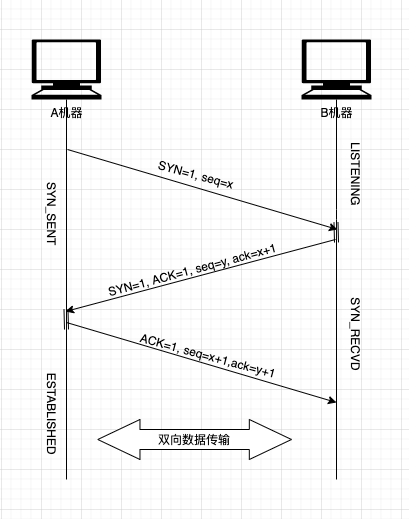 A机器
B机器
LISTENING
SYN=1, seq=x
SYN_SENT
SYN=1, ACK=1, seq=y, ack=x+1
SYN_RECVD
ACK=1, seq=x+1,ack=y+1
ESTABLISHED
双向数据传输